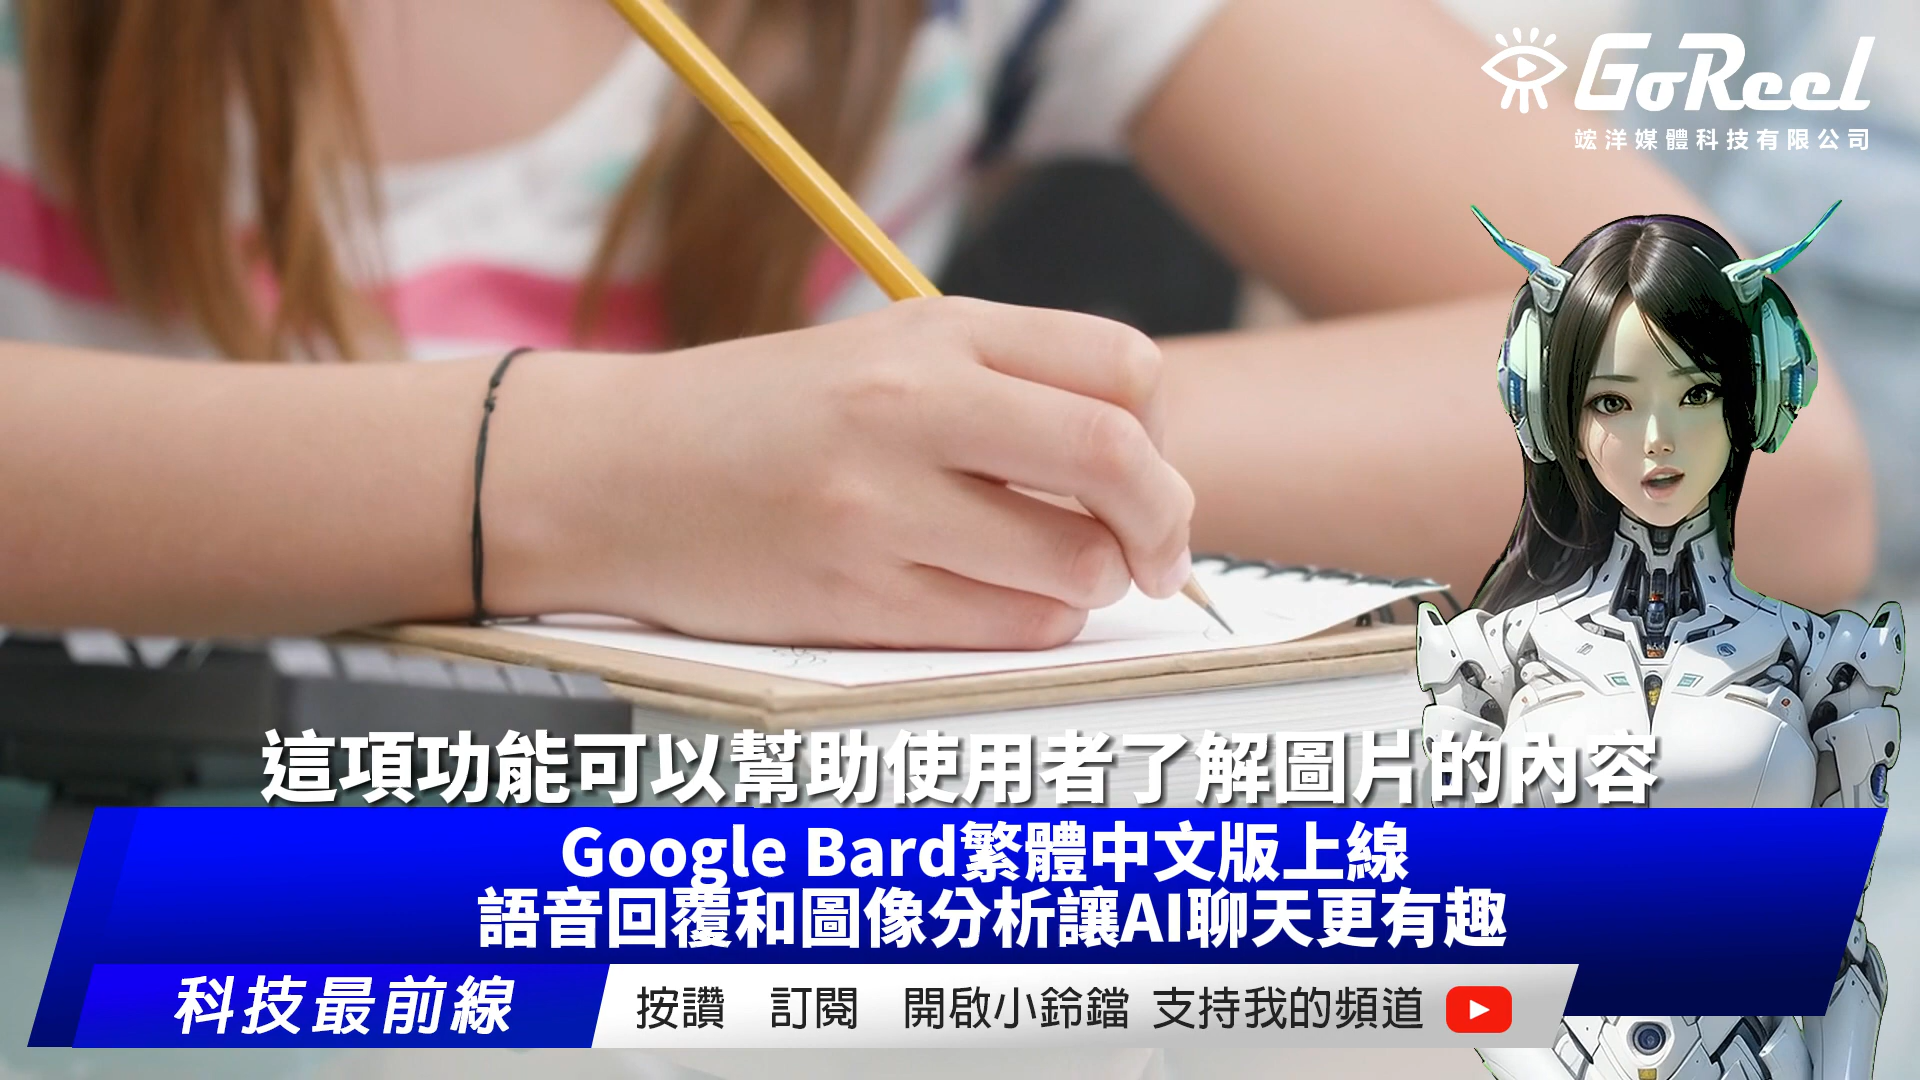 GoReel
竤洋媒體科技有限公司
這項功能可以幫助使用者了解圖片的內容
Google Bard繁體中文版上線
語音回覆和圖像分析讓AI聊天更有趣
科技最前線
按讚 訂閱 開啟小鈴鐺 支持我的頻道